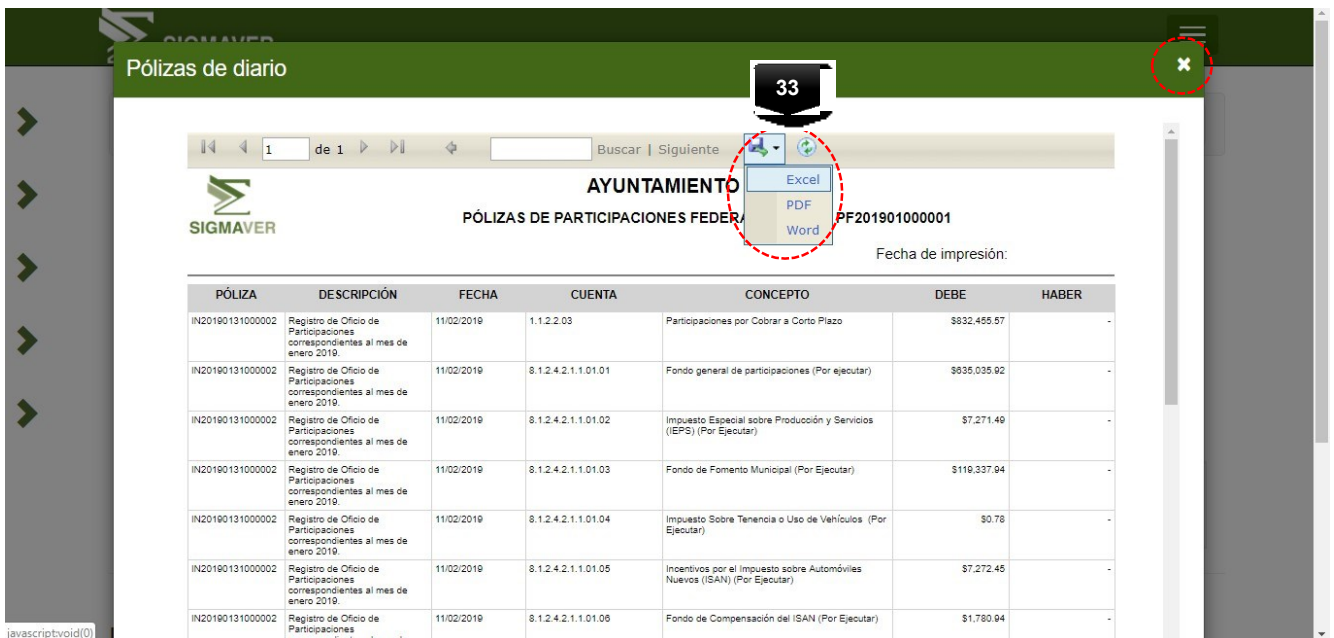 SIGMAVER
Pólizas de diario
33
1 de 1 Buscar | Siguiente
Excel
PDF
Word
SIGMAVER
AYUNTAMIENTO
PÓLIZAS DE PARTICIPACIONES PF201901000001
Fecha de impresión:
PÓLIZA DESCRIPCIÓN FECHA CUENTA CONCEPTO DEBE HABER
IN20190131000002 Registro de Oficio de 11/02/2019 1.1.2.2.03 Participaciones por Cobrar a Corto Plazo $832,455.57 -
Participaciones
correspondientes al mes de
enero 2019.
IN20190131000002 Registro de Oficio de 11/02/2019 8.1.2.4.2.1.1.01.01 Fondo general de participaciones (Por ejecutar) $635,035.92 -
Participaciones
correspondientes al mes de
enero 2019.
IN20190131000002 Registro de Oficio de 11/02/2019 8.1.2.4.2.1.1.01.02 Impuesto Especial sobre Producción y Servicios $7,271.49 -
Participaciones (IEPS) (Por Ejecutar)
correspondientes al mes de
enero 2019.
IN20190131000002 Registro de Oficio de 11/02/2019 8.1.2.4.2.1.1.01.03 Fondo de Fomento Municipal (Por Ejecutar) $119,337.94 -
Participaciones
correspondientes al mes de
enero 2019.
IN20190131000002 Registro de Oficio de 11/02/2019 8.1.2.4.2.1.1.01.04 Impuesto Sobre Tenencia o Uso de Vehículos (Por $0.78 -
Participaciones Ejecutar)
correspondientes al mes de
enero 2019.
IN20190131000002 Registro de Oficio de 11/02/2019 8.1.2.4.2.1.1.01.05 Incentivos por el Impuesto sobre Automóviles $7,272.45 -
Participaciones Nuevos (ISAN) (Por Ejecutar)
correspondientes al mes de
enero 2019.
IN20190131000002 Registro de Oficio de 11/02/2019 8.1.2.4.2.1.1.01.06 Fondo de Compensación del ISAN (Por Ejecutar) $1,780.94 -
Participaciones
javascript:void(0)